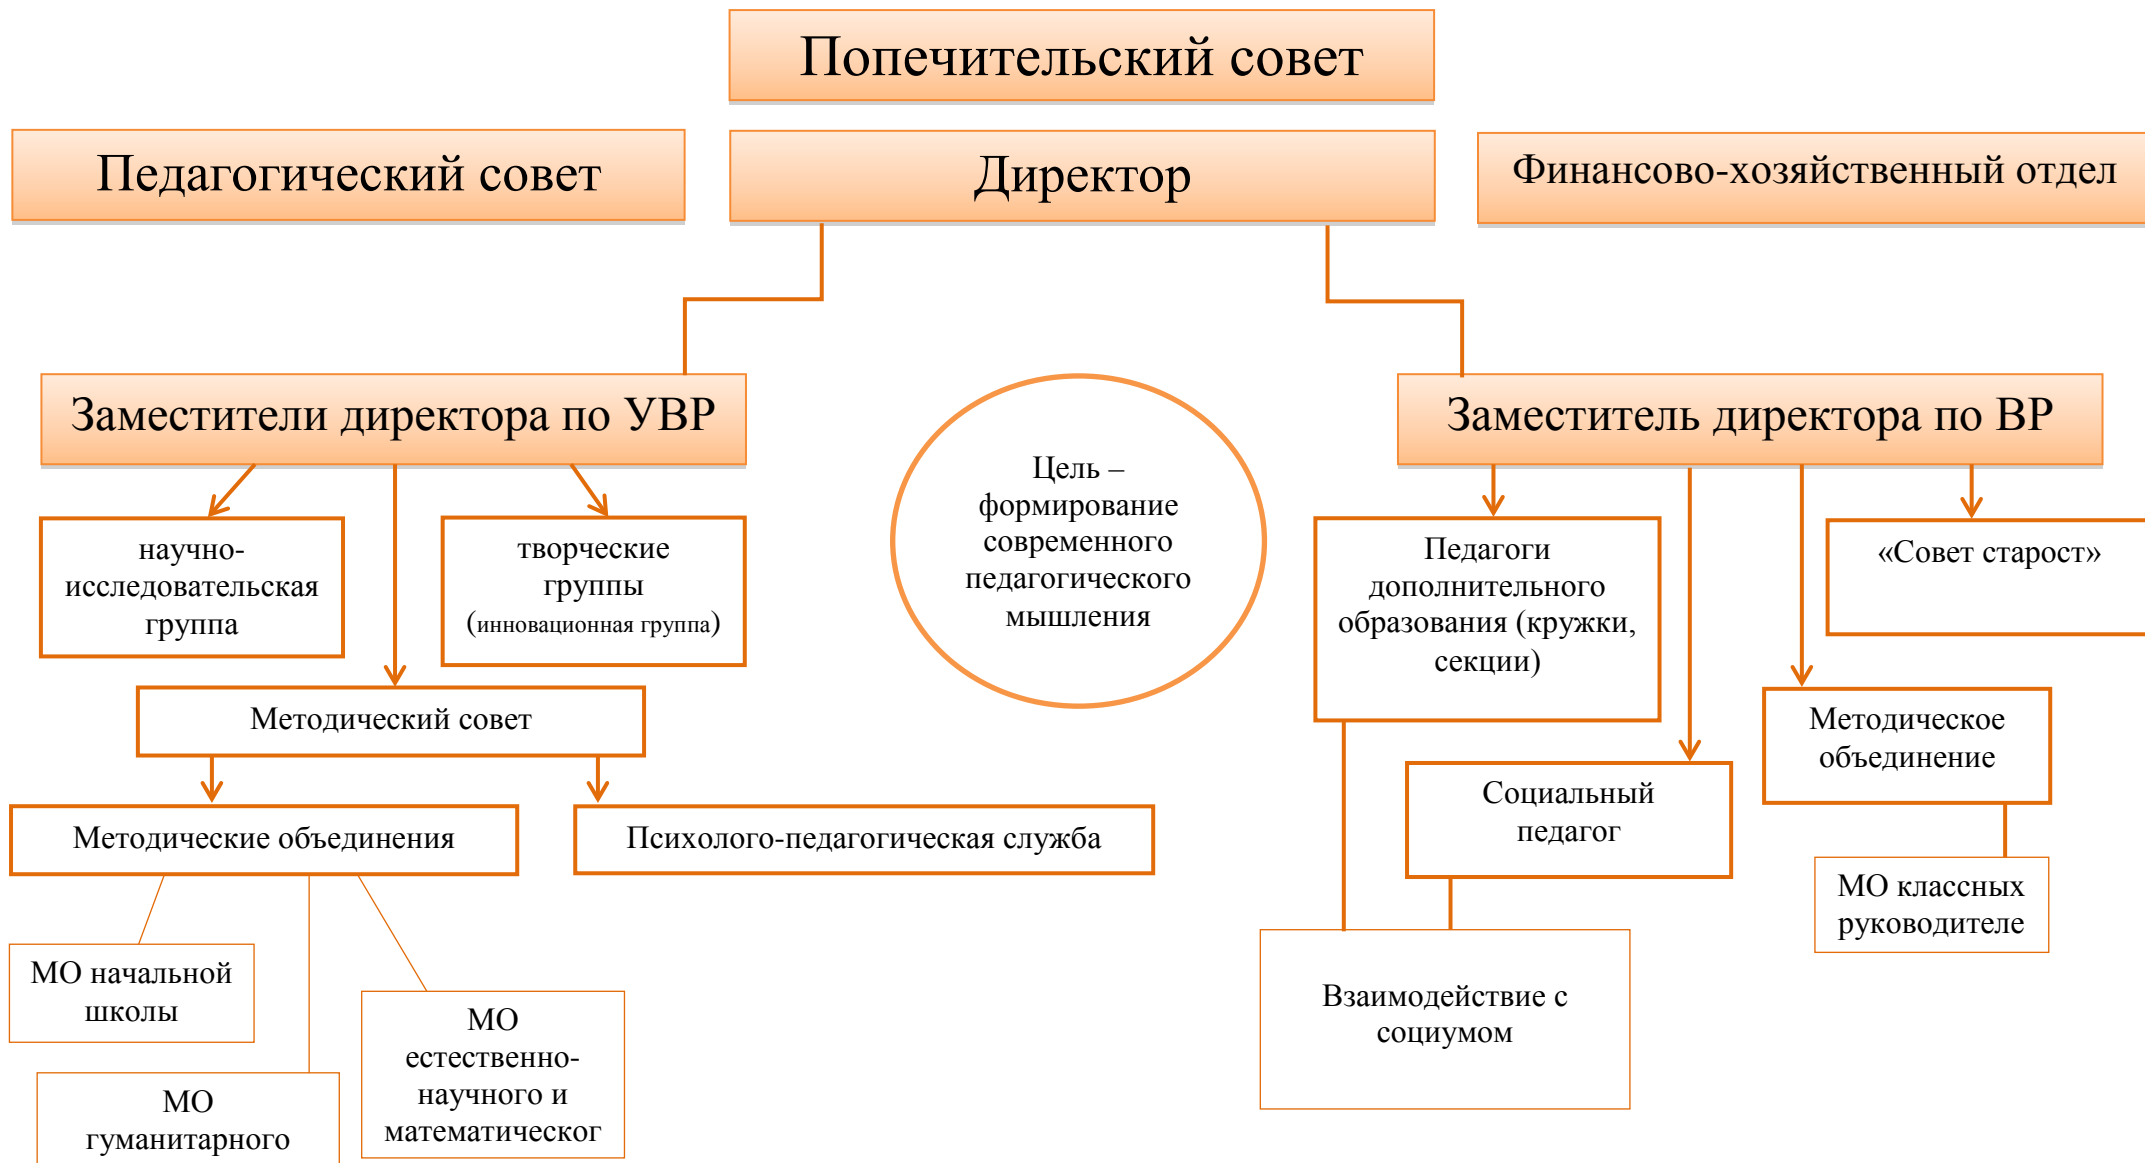 Попечительский совет
Педагогический совет
Директор
Финансово-хозяйственный отдел
Заместители директора по УВР
Заместитель директора по ВР
Цель –
формирование
современного
педагогического
мышления
научно-
исследовательская
группа
творческие
группы
(инновационная группа)
Педагоги
дополнительного
образования (кружки,
секции)
«Совет старост»
Методический совет
Методическое
объединение
Социальный
педагог
Методические объединения
Психолого-педагогическая служба
МО классных
руководителе
МО начальной
школы
МО
естественно-
научного и
математическог
Взаимодействие с
социумом
МО
гуманитарного